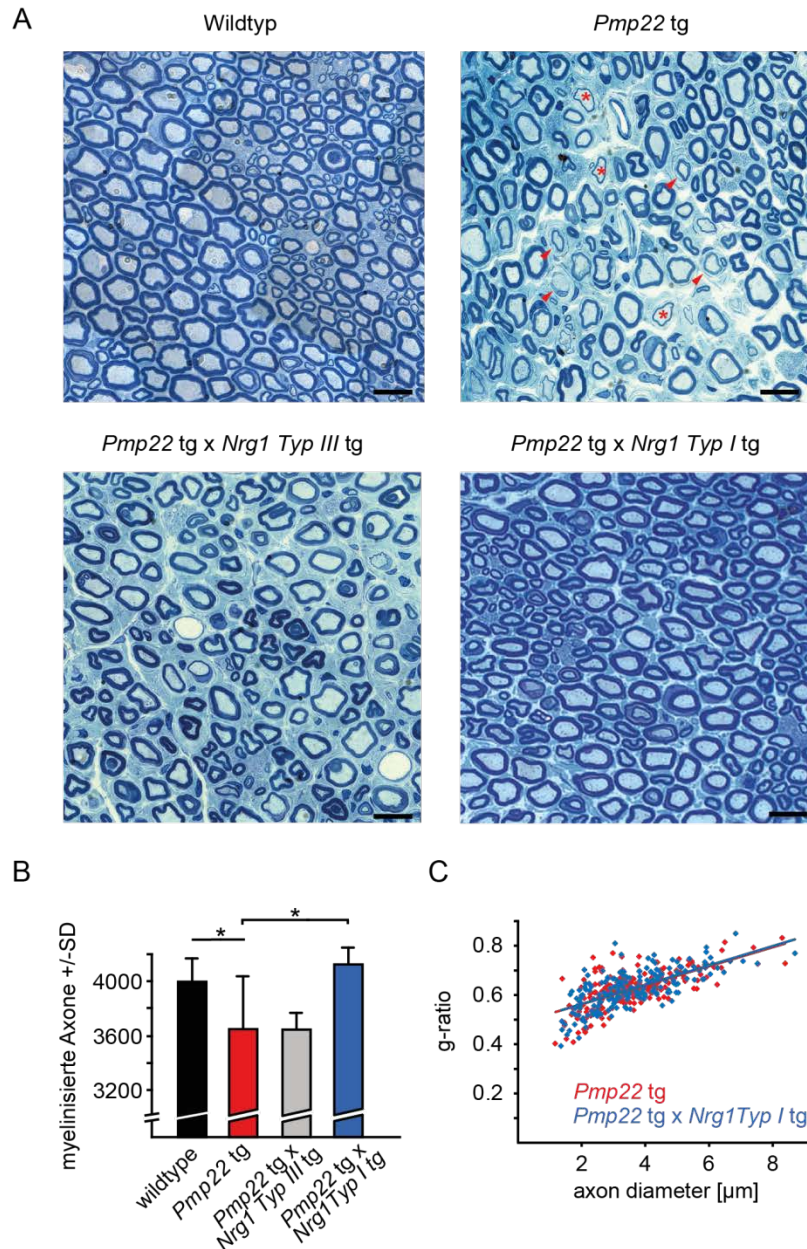 A
Wildtyp
Pmp22 tg
*
*
*
Pmp22 tg x Nrg1 Typ III tg
Pmp22 tg x Nrg1 Typ I tg
B
myelinisierte Axone +/-SD
4000
3600
3200
*
*
wildtype
Pmp22 tg
Pmp22 tg x
Nrg1 Typ III tg
Pmp22 tg x
Nrg1Typ I tg
C
g-ratio
0.8
0.6
0.4
0.2
Pmp22 tg
Pmp22 tg x Nrg1Typ I tg
2 4 6 8
axon diameter [µm]